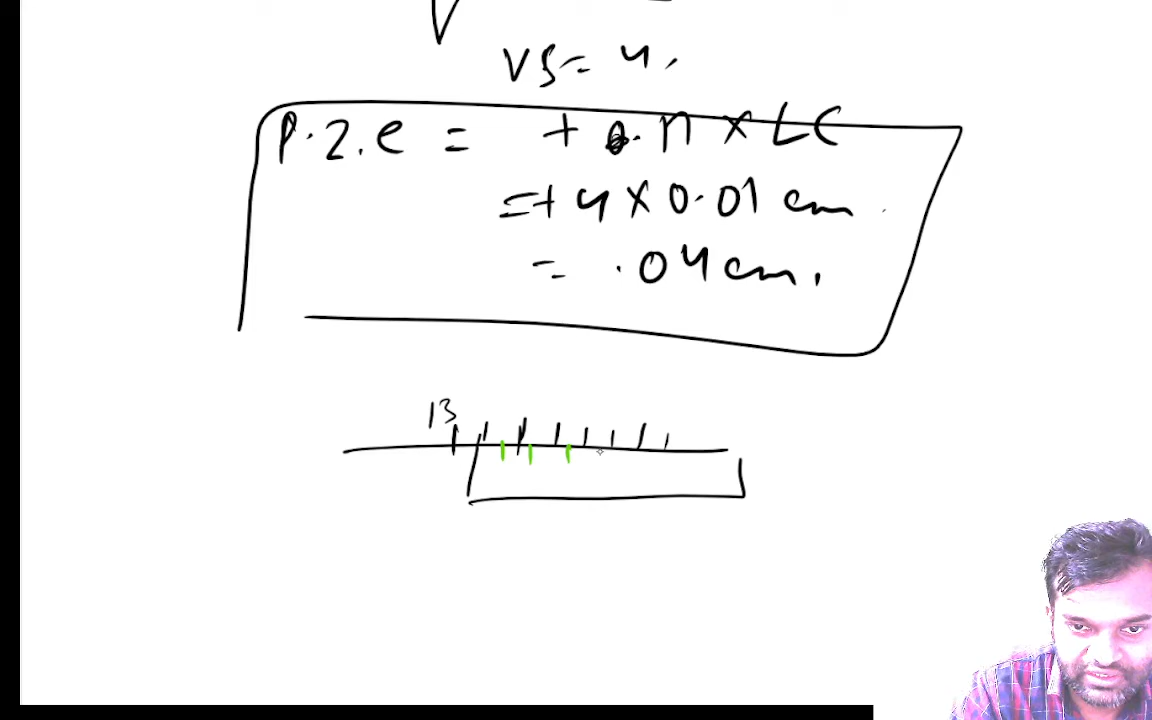 VS = 4.
P.Z.e = + n x LC
= + 4 x 0.01 cm
= .04 cm.
13